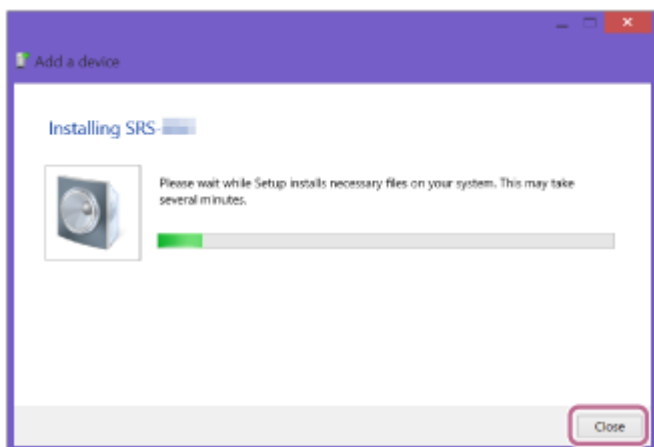 Add a device
Installing SRS-
Please wait while Setup installs necessary files on your system. This may take
several minutes.
Close